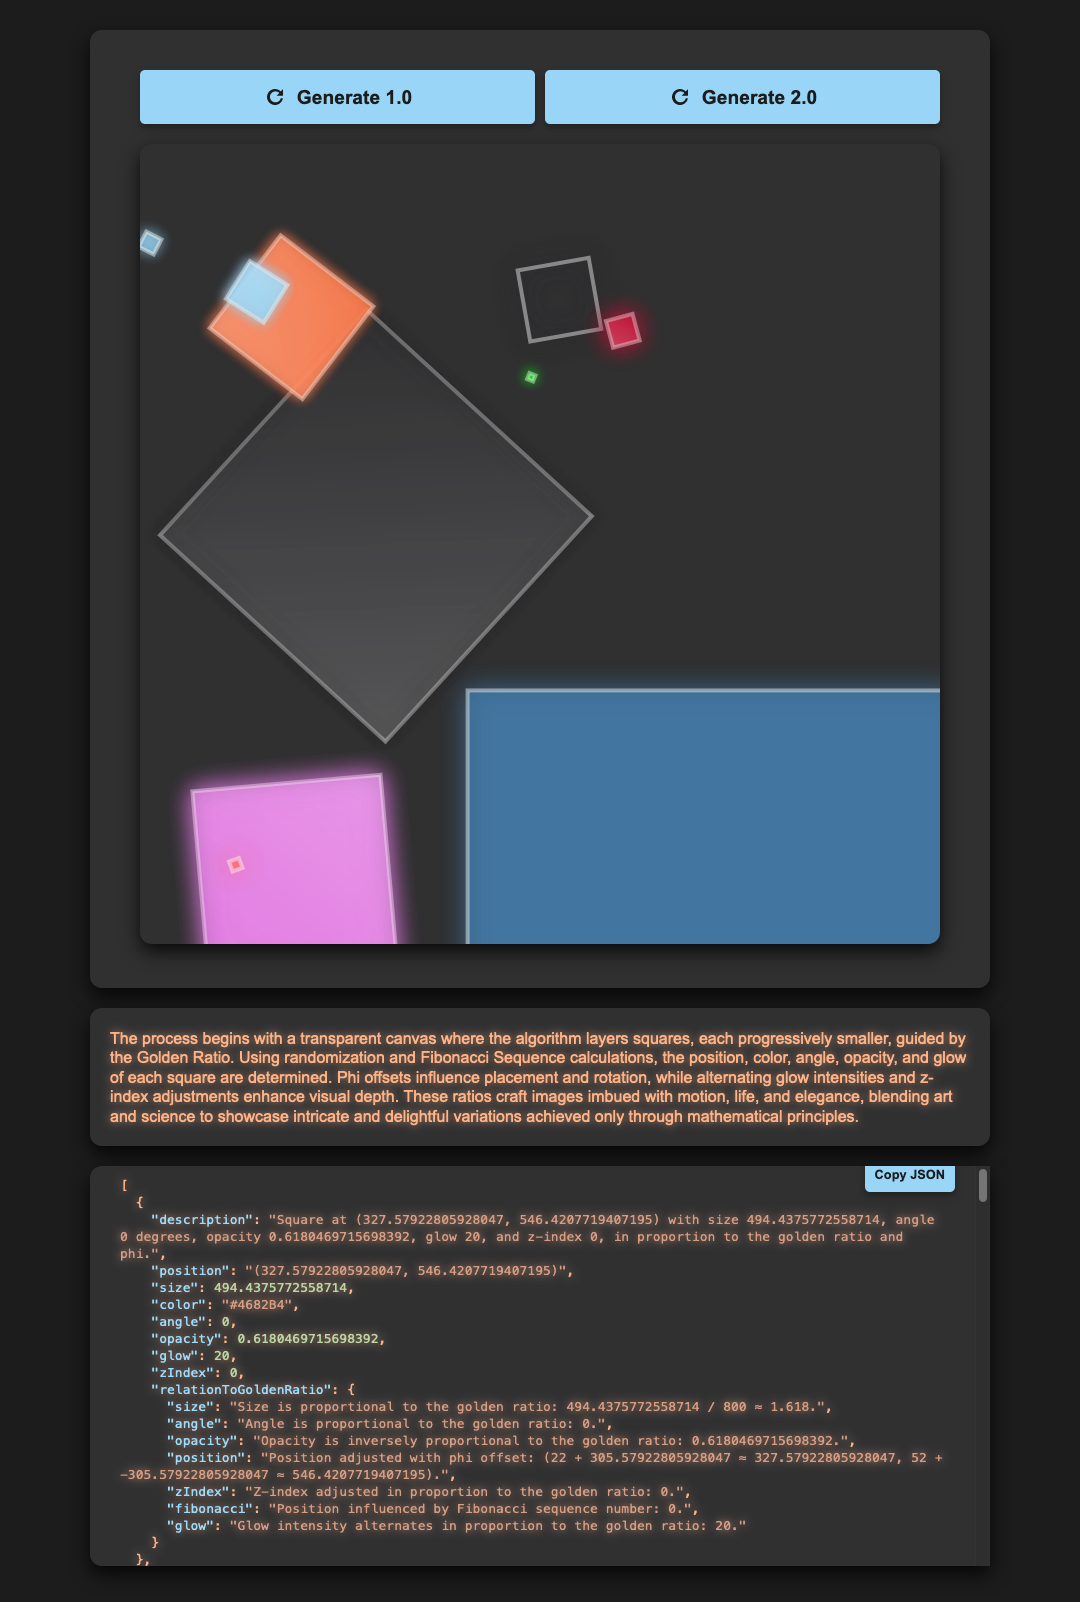 Generate 1.0
Generate 2.0
The process begins with a transparent canvas where the algorithm layers squares, each progressively smaller, guided by
the Golden Ratio. Using randomization and Fibonacci Sequence calculations, the position, color, angle, opacity, and glow
of each square are determined. Phi offsets influence placement and rotation, while alternating glow intensities and z-
index adjustments enhance visual depth. These ratios craft images imbued with motion, life, and elegance, blending art
and science to showcase intricate and delightful variations achieved only through mathematical principles.
Copy JSON
[
  {
    "description": "Square at (327.57922805928047, 546.4207719407195) with size 494.4375772558714, angle
0 degrees, opacity 0.6180469715698392, glow 20, and z-index 0, in proportion to the golden ratio and
phi.",
    "position": "(327.57922805928047, 546.4207719407195)",
    "size": 494.4375772558714,
    "color": "#4682B4",
    "angle": 0,
    "opacity": 0.6180469715698392,
    "glow": 20,
    "zIndex": 0,
    "relationToGoldenRatio": {
      "size": "Size is proportional to the golden ratio: 494.4375772558714 / 800 ≈ 1.618.",
      "angle": "Angle is proportional to the golden ratio: 0.",
      "opacity": "Opacity is inversely proportional to the golden ratio: 0.6180469715698392.",
      "position": "Position adjusted with phi offset: (22 + 305.57922805928047 ≈ 327.57922805928047, 52 +
-305.57922805928047 ≈ 546.4207719407195).",
      "zIndex": "Z-index adjusted in proportion to the golden ratio: 0.",
      "fibonacci": "Position influenced by Fibonacci sequence number: 0.",
      "glow": "Glow intensity alternates in proportion to the golden ratio: 20."
    }
  },